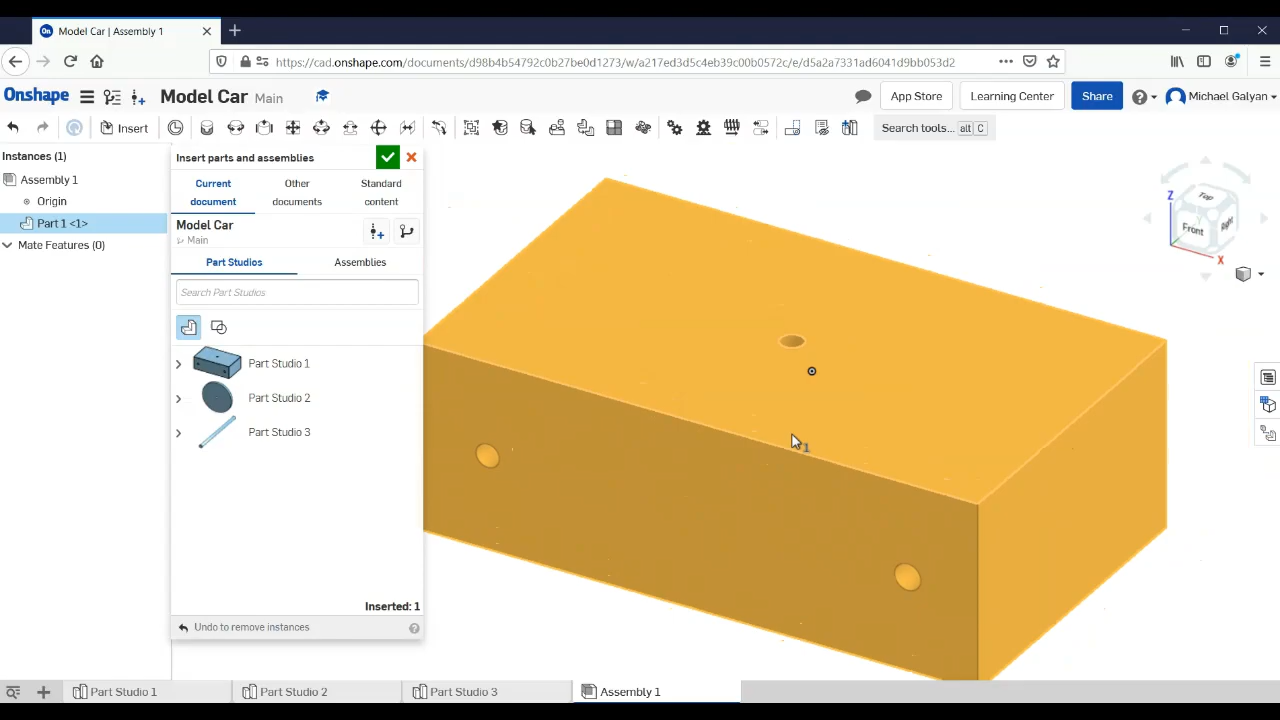 Model Car | Assembly 1
https://cad.onshape.com/documents/d98b4b5479250b27be0d1273/w/a217ed3d5c4eb39c00b0572c/e/d5a2a7331ad6041d9bb053d2
Onshape Model Car Main App Store Learning Center Share Michael Galyan
Insert Search tools... alt C
Instances (1)
Assembly 1
Origin
Part 1 <1>
Mate Features (0)
Insert parts and assemblies
Current document
Other documents
Standard content
Model Car
Main
Part Studios Assemblies
Search Part Studios
Part Studio 1
Part Studio 2
Part Studio 3
Inserted: 1
Undo to remove instances
1
Z
Top
Front
Right
X
Part Studio 1 Part Studio 2 Part Studio 3 Assembly 1